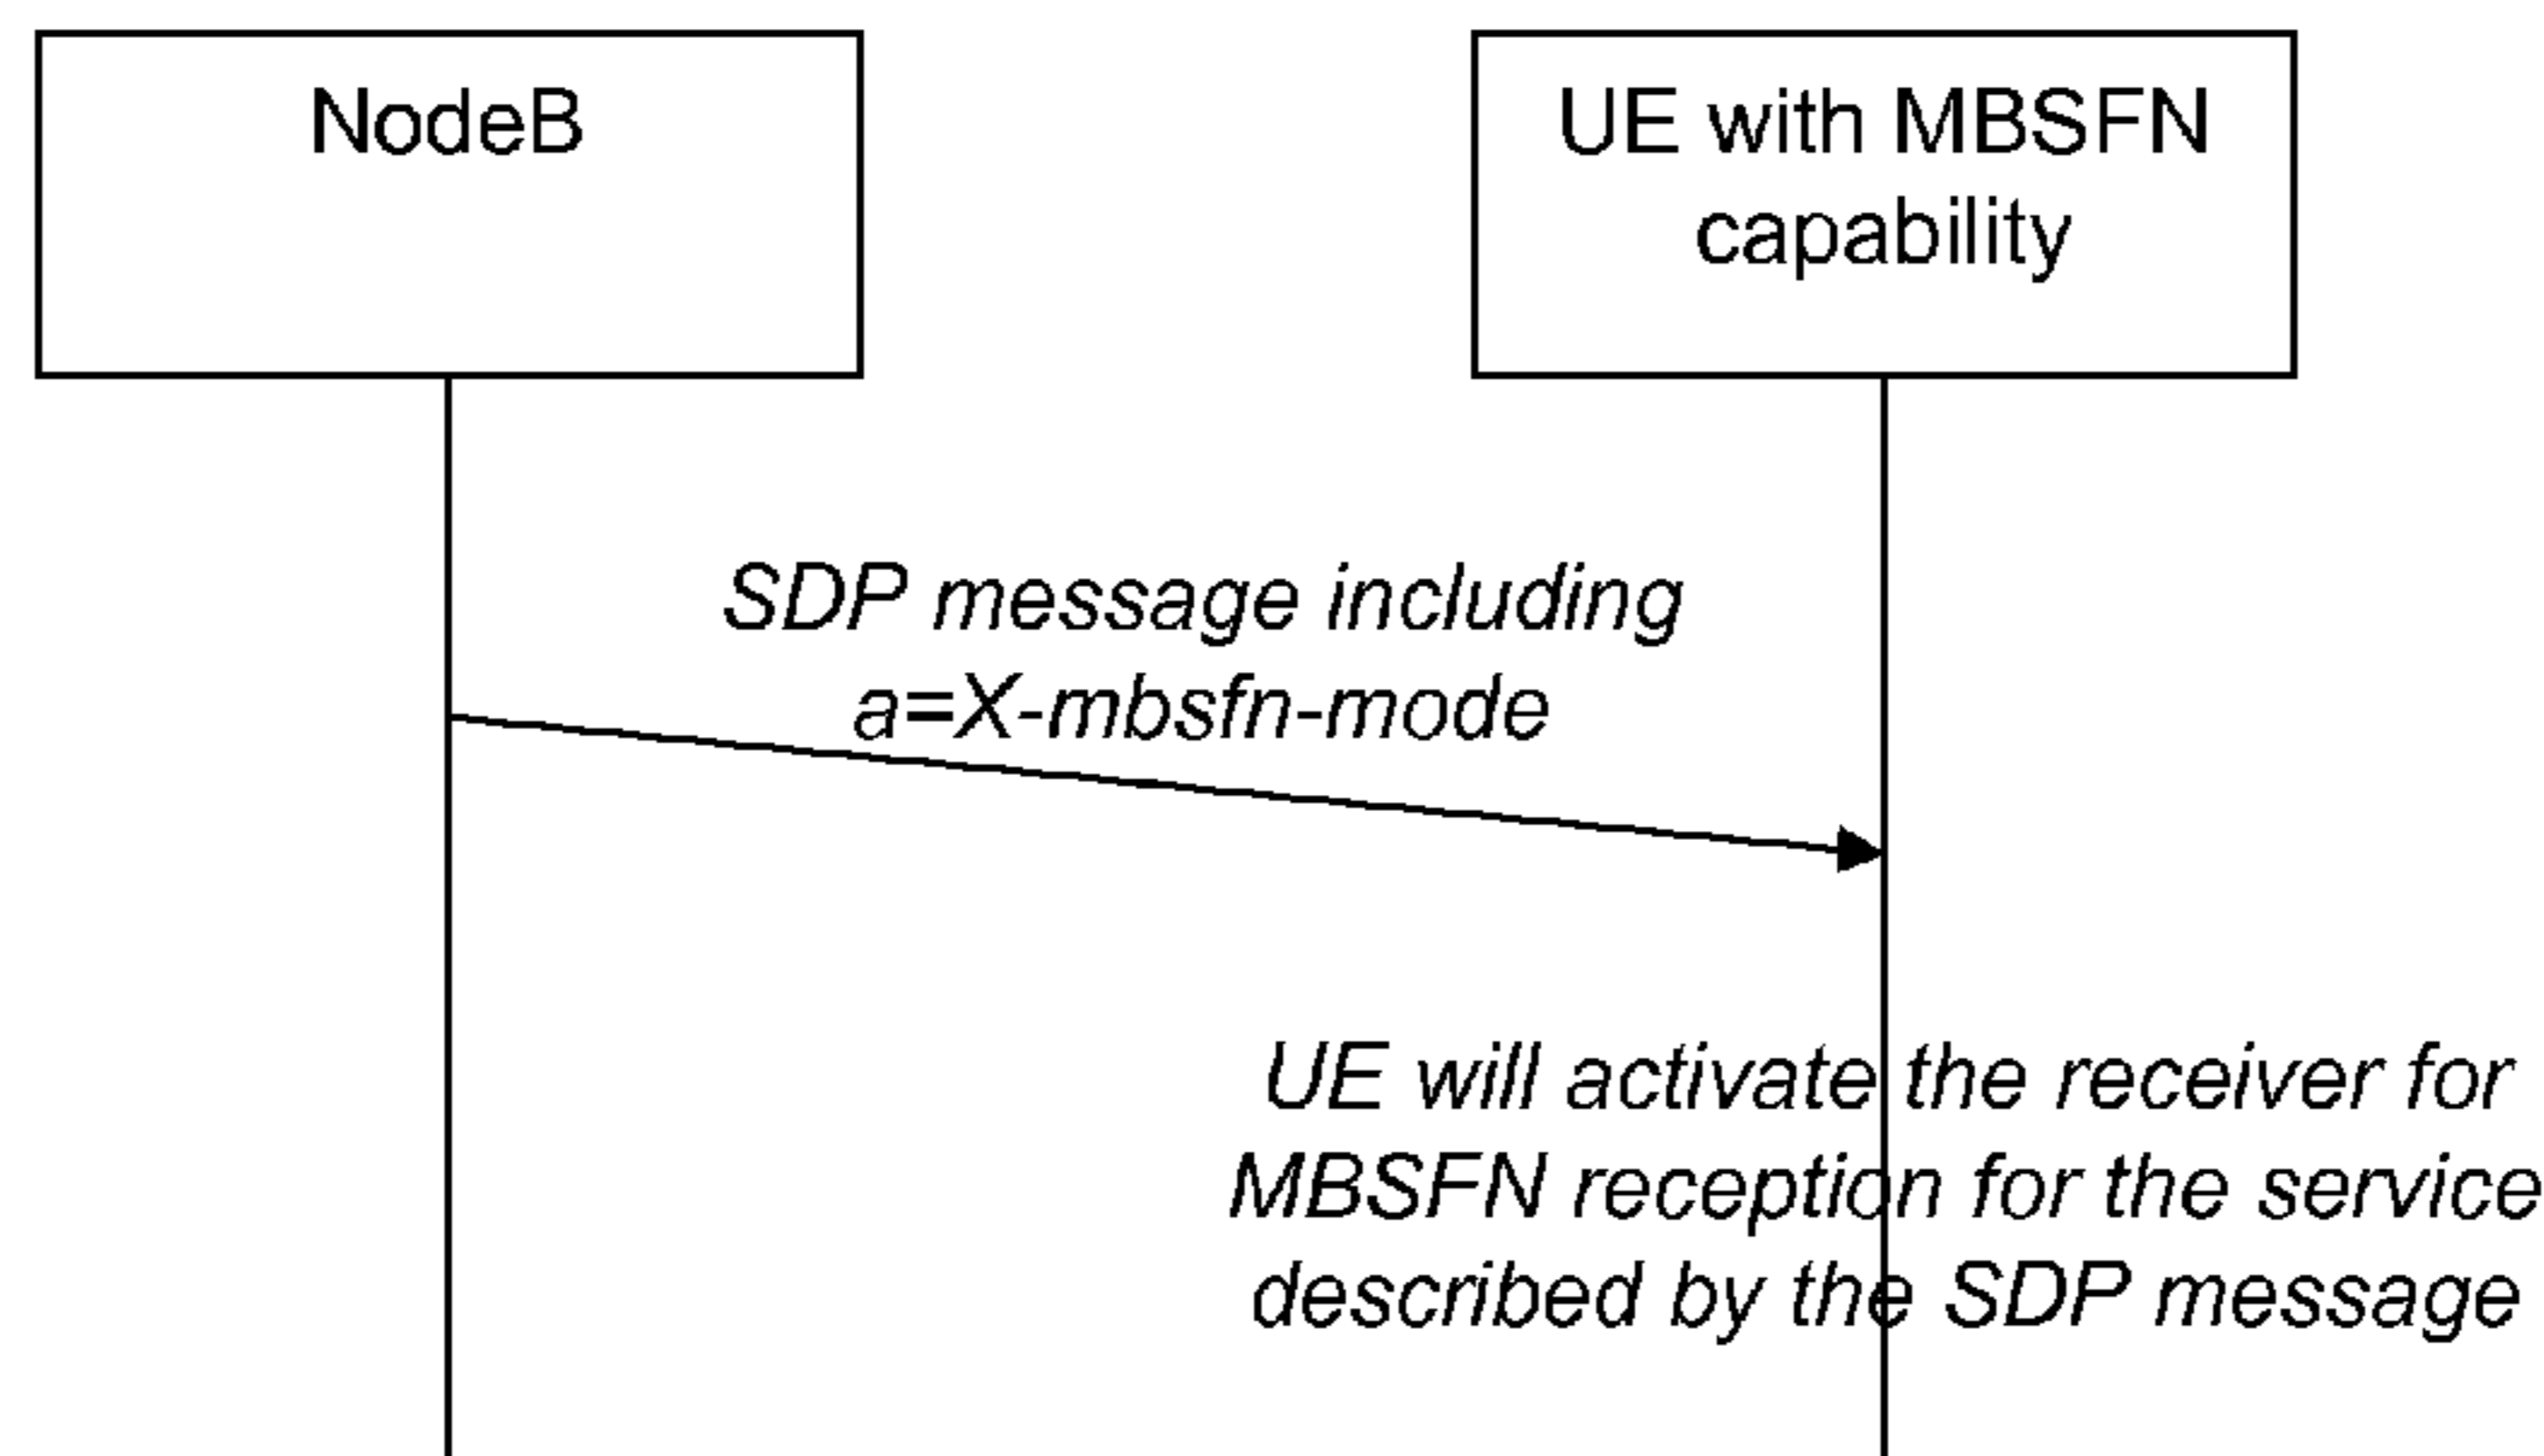 NodeB
UE with MBSFN
capability
SDP message including
a=X-mbsfn-mode
UE will activate the receiver for
MBSFN reception for the service
described by the SDP message